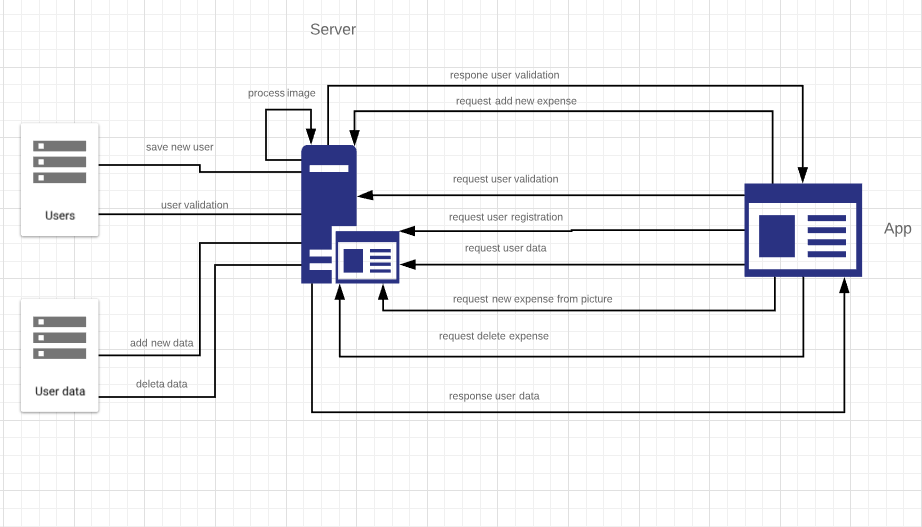 Server
respone user validation
process image
request add new expense
save new user
request user validation
user validation
Users
request user registration
App
request user data
request new expense from picture
request delete expense
add new data
deleta data
User data
response user data